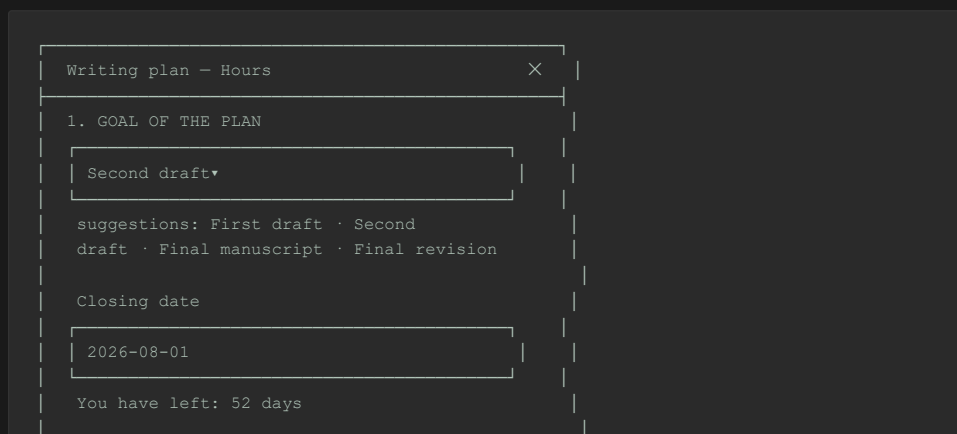 Writing plan — Hours ×
1. GOAL OF THE PLAN
Second draft▾
suggestions: First draft · Second
draft · Final manuscript · Final revision
Closing date
2026-08-01
You have left: 52 days